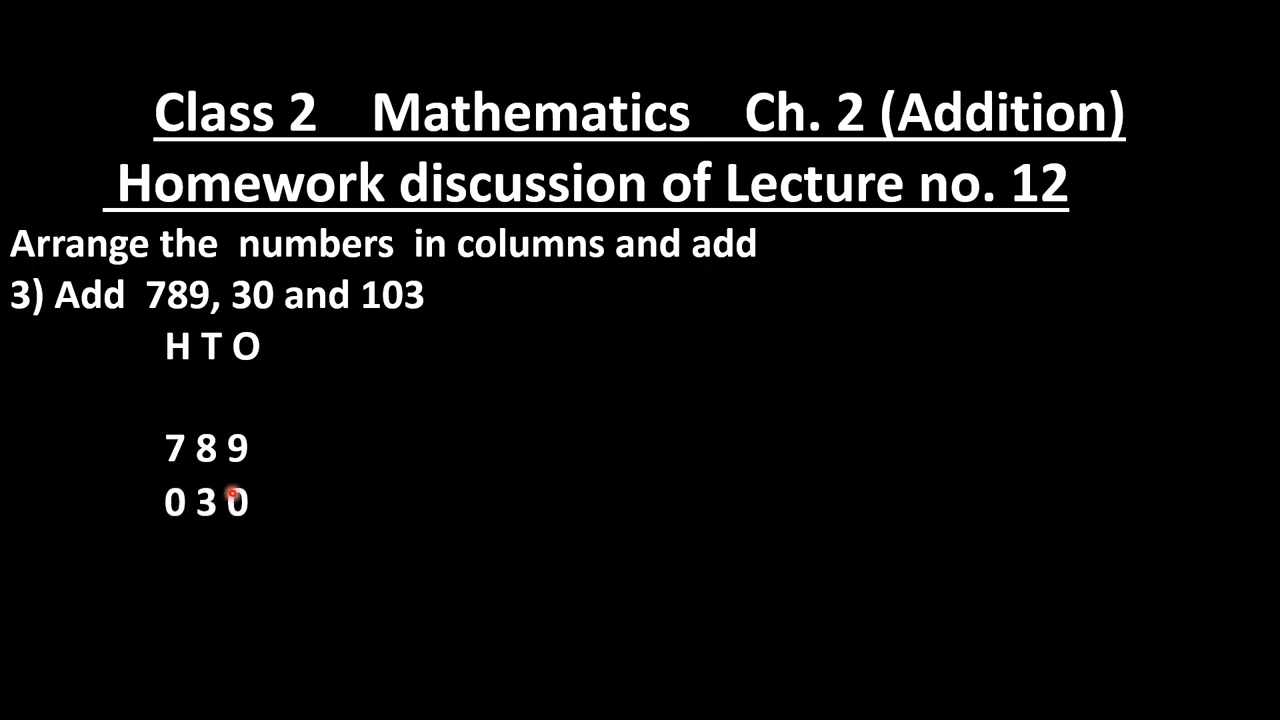 Class 2 Mathematics Ch. 2 (Addition)
Homework discussion of Lecture no. 12
Arrange the numbers in columns and add
3) Add 789, 30 and 103
H T O
7 8 9
0 3 0